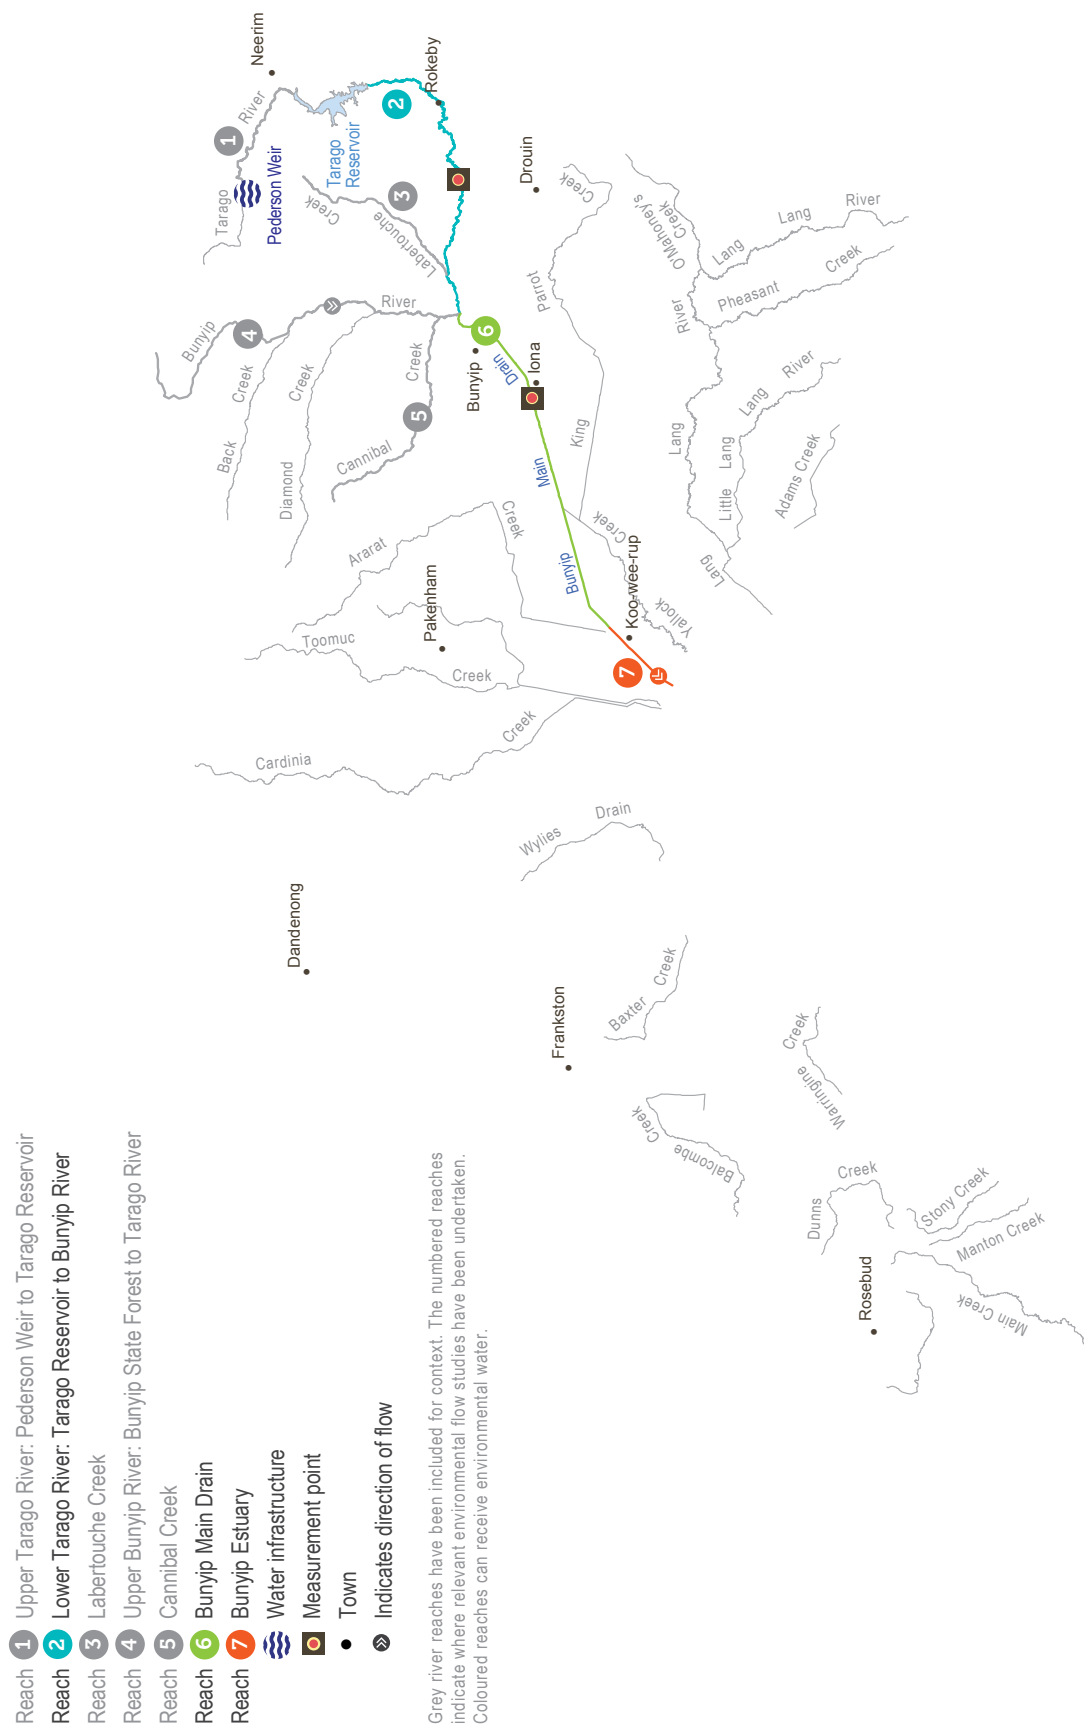 Reach 1 Upper Tarago River: Pederson Weir to Tarago Reservoir
Reach 2 Lower Tarago River: Tarago Reservoir to Bunyip River
Reach 3 Labertouche Creek
Reach 4 Upper Bunyip River: Bunyip State Forest to Tarago River
Reach 5 Cannibal Creek
Reach 6 Bunyip Main Drain
Reach 7 Bunyip Estuary
Water infrastructure
Measurement point
Town
Indicates direction of flow
Grey river reaches have been included for context. The numbered reaches
indicate where relevant environmental flow studies have been undertaken.
Coloured reaches can receive environmental water.
Neerim
Tarago River
1
Pederson Weir
Tarago
Reservoir
2
Rokeby
3
Labertouche Creek
Drouin
Bunyip River
4
Back Creek
Diamond Creek
Cannibal Creek
5
Bunyip
6
Iona
Bunyip Main Drain
King Parrot Creek
O'Mahoney's
Creek
Lang Lang River
Pheasant Creek
Lang Lang River
Little Lang Lang River
Adams Creek
Ararat Creek
Pakenham
Toomuc Creek
Koo-wee-rup
Yallock Creek
7
Cardinia Creek
Wylies Drain
Dandenong
Frankston
Baxter Creek
Balcombe Creek
Warringine Creek
Dunns Creek
Stony Creek
Manton Creek
Main Creek
Rosebud